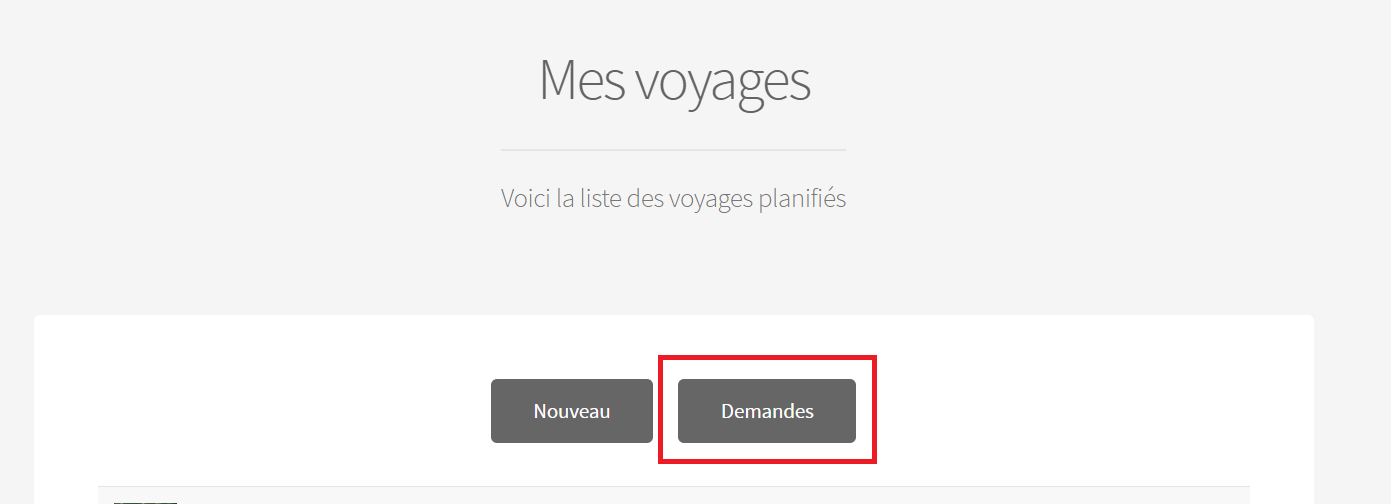 Mes voyages
Voici la liste des voyages planifiés
Nouveau
Demandes